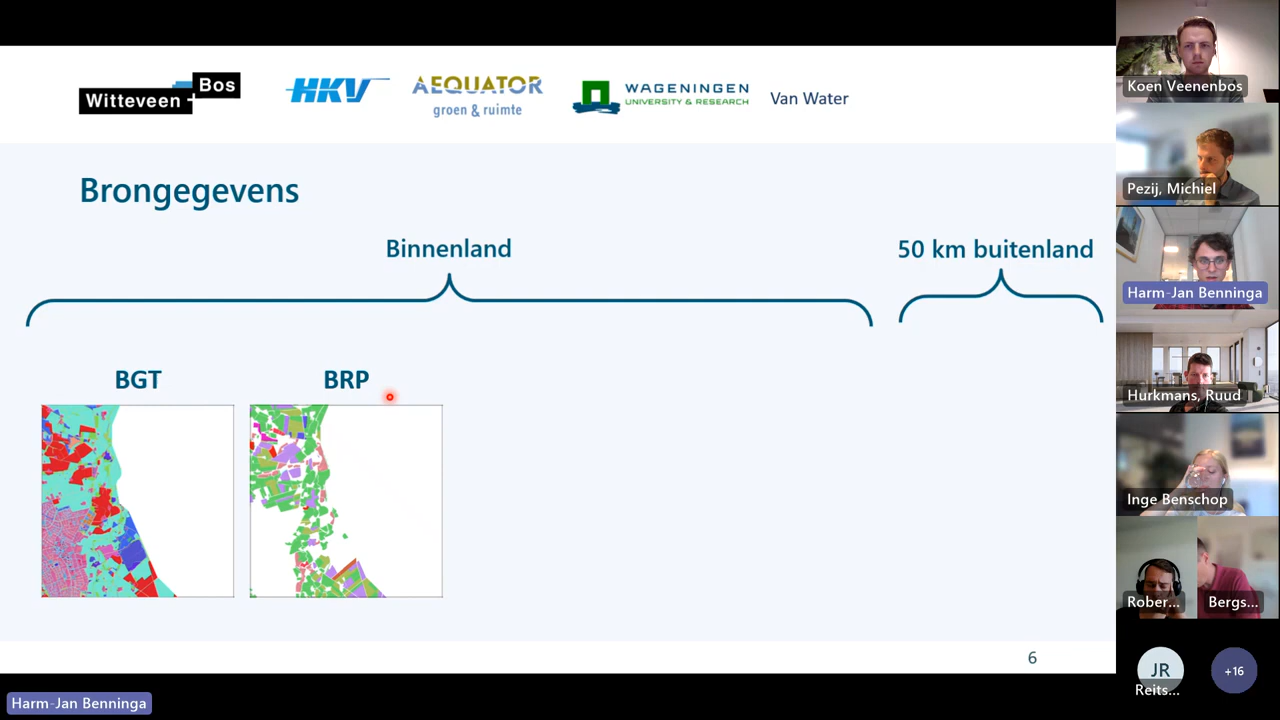 Witteveen
Bos
HKV
AEQUATOR
groen & ruimte
WAGENINGEN
UNIVERSITY & RESEARCH
Van Water
Brongegevens
Binnenland
50 km buitenland
BGT
BRP
6
Harm-Jan Benninga
Koen Veenenbos
Pezij, Michiel
Harm-Jan Benninga
Hurkmans, Ruud
Inge Benschop
Rober...
Bergs...
JR
Reits...
+16